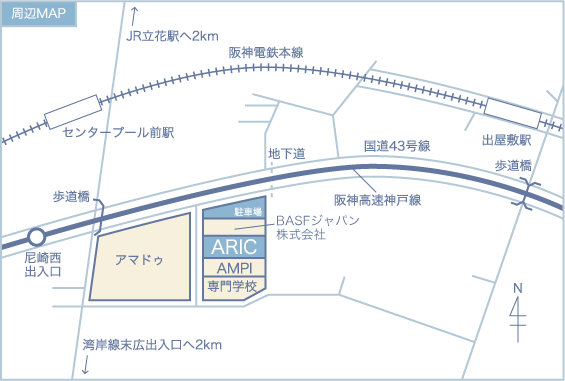 周辺MAP
JR立花駅へ2km
阪神電鉄本線
センタープール前駅
出屋敷駅
国道43号線
地下道
歩道橋
阪神高速神戸線
歩道橋
駐車場
BASFジャパン
株式会社
尼崎西
出入口
アマドゥ
ARIC
AMPI
専門学校
N
湾岸線末広出入口へ2km